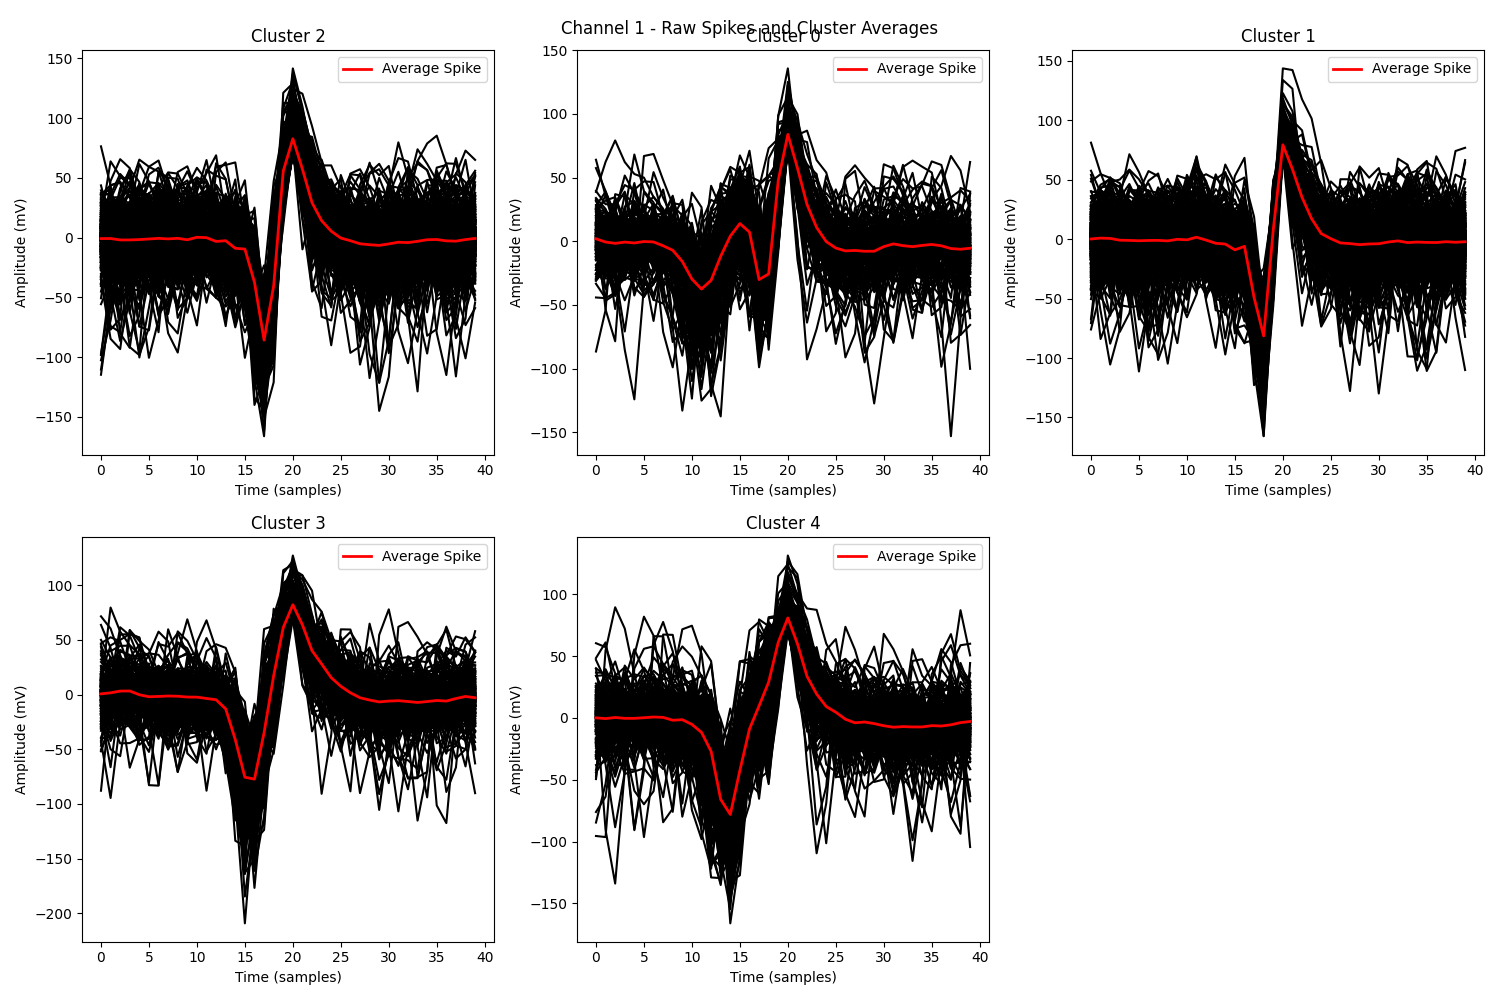 Channel 1 - Raw Spikes and Cluster Averages
Cluster 2
Average Spike
150
100
50
0
−50
−100
−150
Amplitude (mV)
0 5 10 15 20 25 30 35 40
Time (samples)
Cluster 0
Average Spike
150
100
50
0
−50
−100
−150
Amplitude (mV)
0 5 10 15 20 25 30 35 40
Time (samples)
Cluster 1
Average Spike
150
100
50
0
−50
−100
−150
Amplitude (mV)
0 5 10 15 20 25 30 35 40
Time (samples)
Cluster 3
Average Spike
100
50
0
−50
−100
−150
−200
Amplitude (mV)
0 5 10 15 20 25 30 35 40
Time (samples)
Cluster 4
Average Spike
100
50
0
−50
−100
−150
Amplitude (mV)
0 5 10 15 20 25 30 35 40
Time (samples)